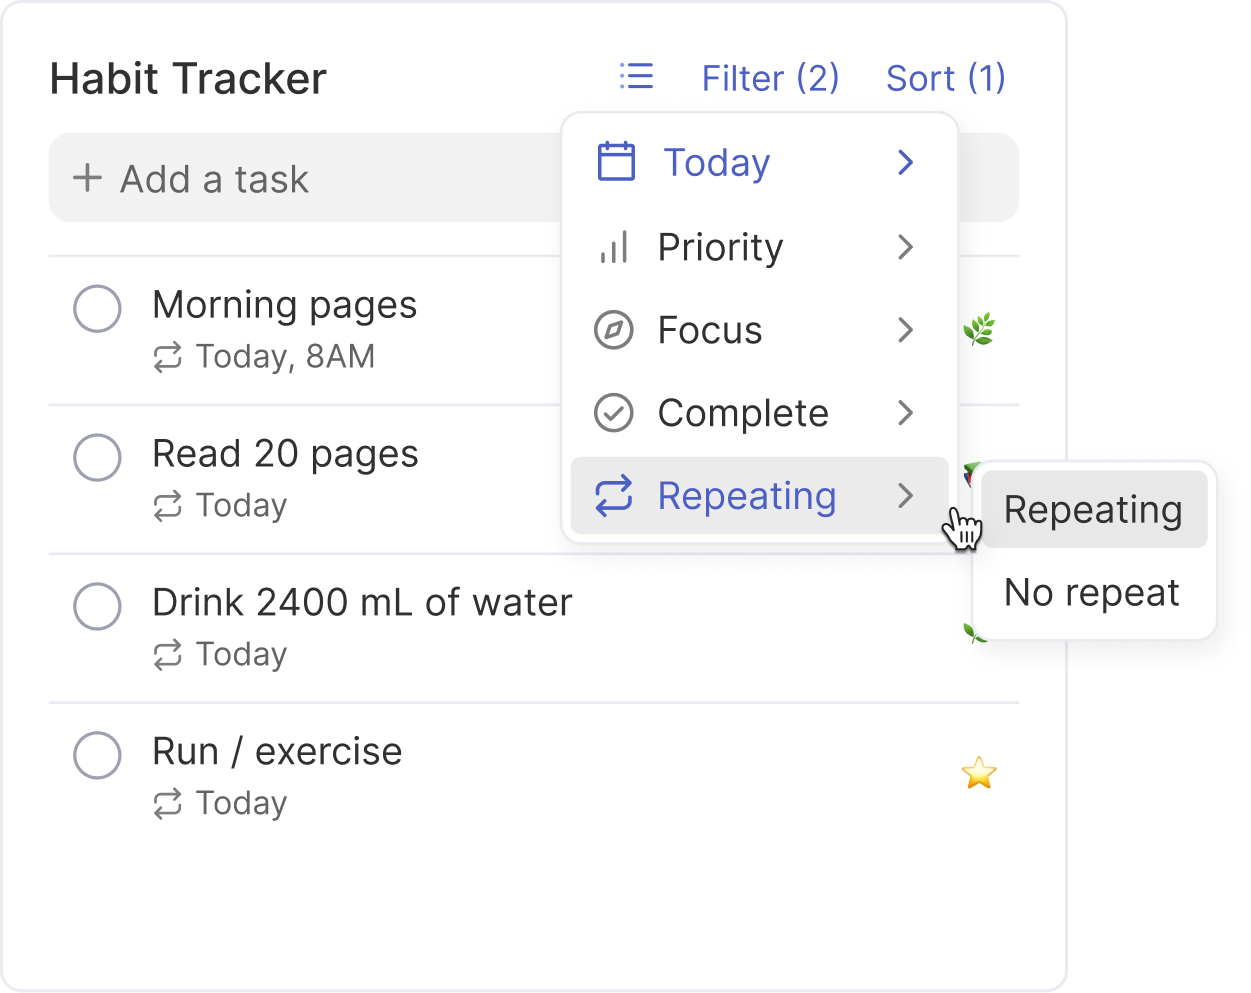 Habit Tracker
Filter (2)
Sort (1)
+ Add a task
Today
Priority
Focus
Complete
Repeating
Repeating
No repeat
Morning pages
Today, 8AM
Read 20 pages
Today
Drink 2400 mL of water
Today
Run / exercise
Today